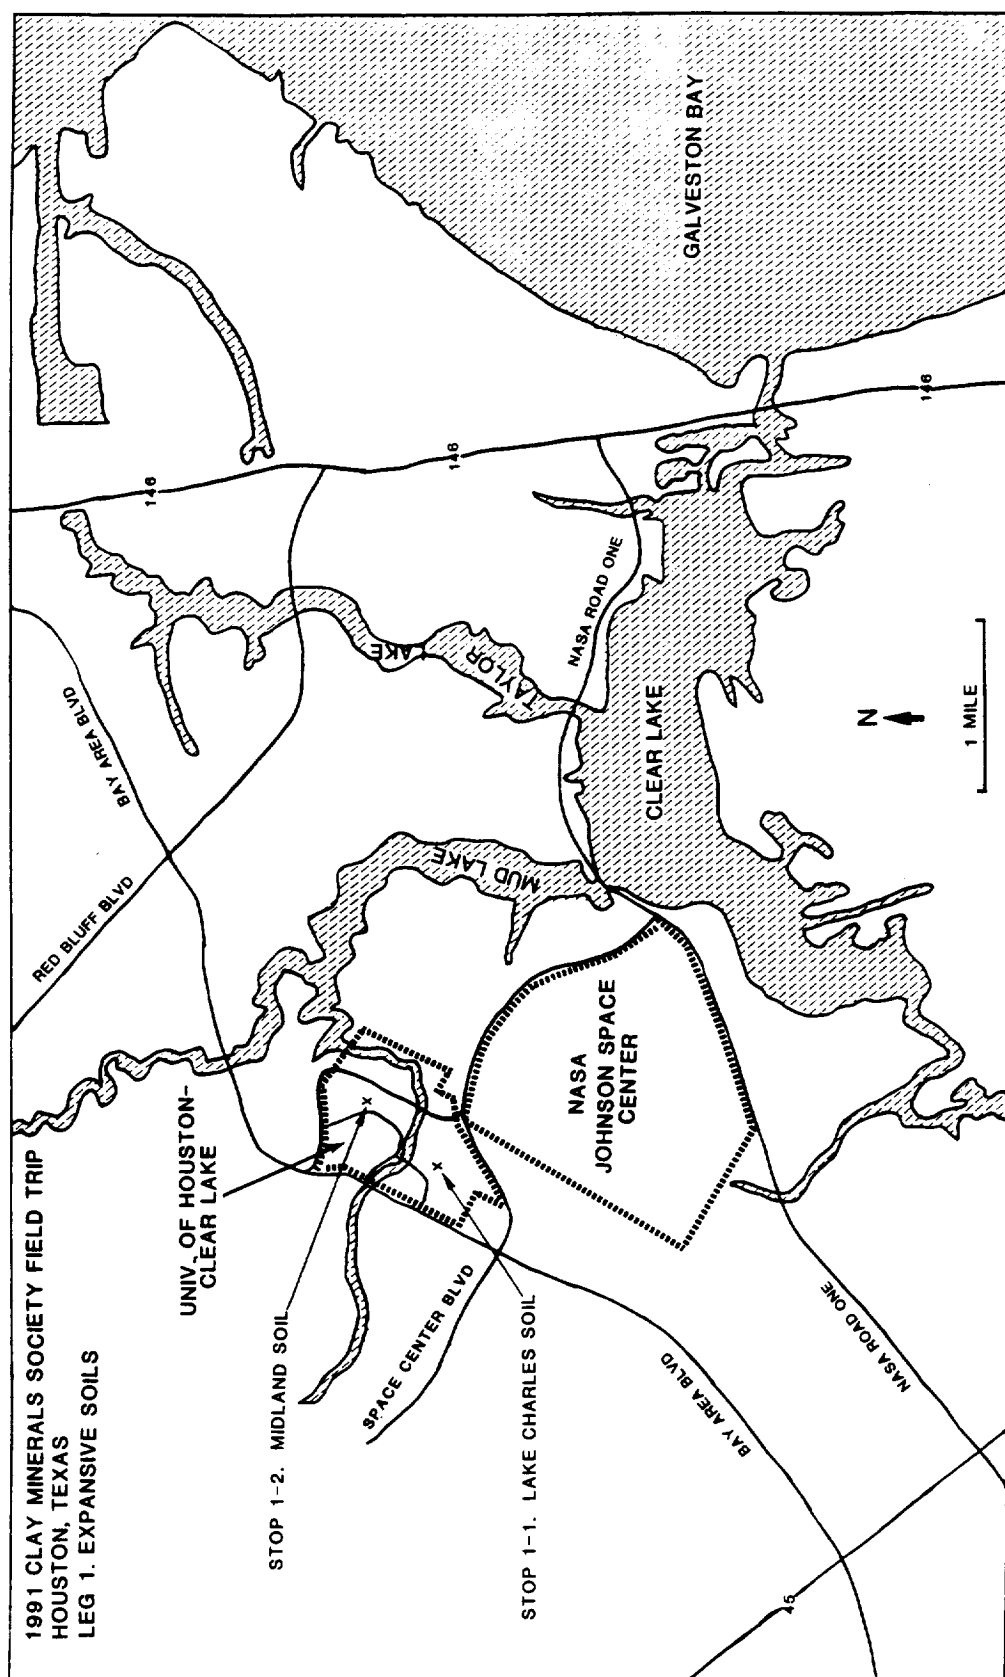 1991 CLAY MINERALS SOCIETY FIELD TRIP
HOUSTON, TEXAS
LEG 1. EXPANSIVE SOILS
UNIV. OF HOUSTON–
CLEAR LAKE
STOP 1-2. MIDLAND SOIL
SPACE CENTER BLVD
STOP 1-1. LAKE CHARLES SOIL
BAY AREA BLVD
NASA ROAD ONE
45
RED BLUFF BLVD
BAY AREA BLVD
MUD LAKE
NASA
JOHNSON SPACE
CENTER
TAYLOR
LAKE
NASA ROAD ONE
CLEAR LAKE
146
146
146
GALVESTON BAY
N
1 MILE
x
x